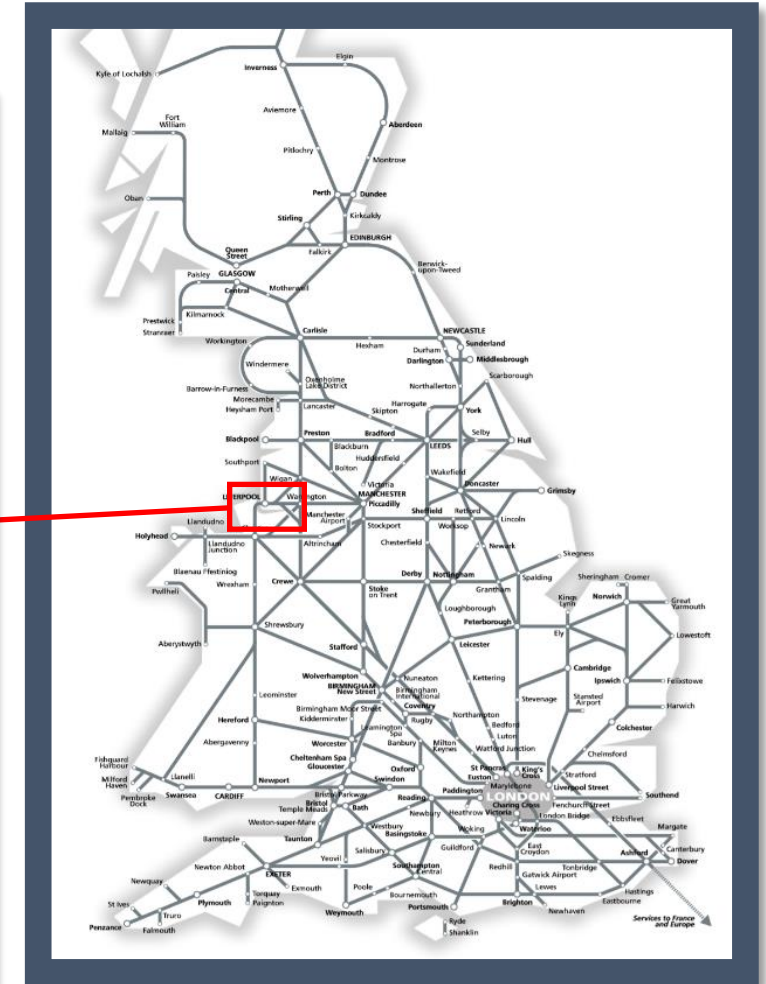 Kyle of Lochalsh
Inverness
Elgin
Aviemore
Fort
William
Mallaig
Aberdeen
Pitlochry
Montrose
Oban
Perth
Dundee
Stirling
Kirkcaldy
EDINBURGH
Queen
Street
Falkirk
GLASGOW
Central
Paisley
Motherwell
Berwick-
upon-Tweed
Prestwick
Kilmarnock
Stranraer
Carlisle
NEWCASTLE
Workington
Hexham
Sunderland
Durham
Darlington
Middlesbrough
Windermere
Oxenholme
Lake District
Scarborough
Barrow-In-Furness
Northallerton
Morecambe
Heysham Port
Lancaster
Harrogate
York
Skipton
Blackpool
Preston
Bradford
Selby
Hull
Blackburn
LEEDS
Southport
Huddersfield
Bolton
Wigan
Wakefield
Victoria
Doncaster
LIVERPOOL
Warrington
MANCHESTER
Piccadilly
Grimsby
Manchester
Airport
Sheffield
Retford
Llandudno
Stockport
Worksop
Lincoln
Holyhead
Llandudno
Junction
Altrincham
Chesterfield
Newark
Skegness
Blaenau Ffestiniog
Wrexham
Crewe
Derby
Nottingham
Spalding
Sheringham
Cromer
Pwllheli
Stoke
on Trent
Grantham
Kings
Lynn
Norwich
Great
Yarmouth
Loughborough
Shrewsbury
Peterborough
Ely
Lowestoft
Aberystwyth
Stafford
Leicester
Wolverhampton
Cambridge
BIRMINGHAM
New Street
Nuneaton
Kettering
Ipswich
Felixstowe
Birmingham
International
Leominster
Stevenage
Stansted
Airport
Birmingham Moor Street
Coventry
Harwich
Hereford
Kidderminster
Rugby
Northampton
Leamington
Spa
Bedford
Colchester
Abergavenny
Worcester
Banbury
Milton
Keynes
Luton
Watford Junction
Chelmsford
Fishguard
Harbour
Cheltenham Spa
Gloucester
Oxford
St Pancras
King's
Cross
Euston
Stratford
Milford
Haven
Llanelli
Newport
Swindon
Marylebone
Liverpool Street
Pembroke
Dock
Swansea
CARDIFF
Bristol Parkway
Reading
Paddington
LONDON
Southend
Bristol
Temple Meads
Bath
Newbury
Heathrow
Victoria
Charing Cross
Fenchurch Street
London Bridge
Ebbsfleet
Weston-super-Mare
Westbury
Basingstoke
Woking
Waterloo
Margate
Barnstaple
Taunton
Salisbury
Guildford
East
Croydon
Canterbury
Ashford
Dover
Newton Abbot
Yeovil
Southampton
Central
Redhill
Tonbridge
Gatwick Airport
Newquay
EXETER
Exmouth
Poole
Bournemouth
Lewes
Hastings
Eastbourne
St Ives
Plymouth
Torquay
Paignton
Weymouth
Portsmouth
Brighton
Newhaven
Truro
Penzance
Falmouth
Ryde
Shanklin
Services to France
and Europe